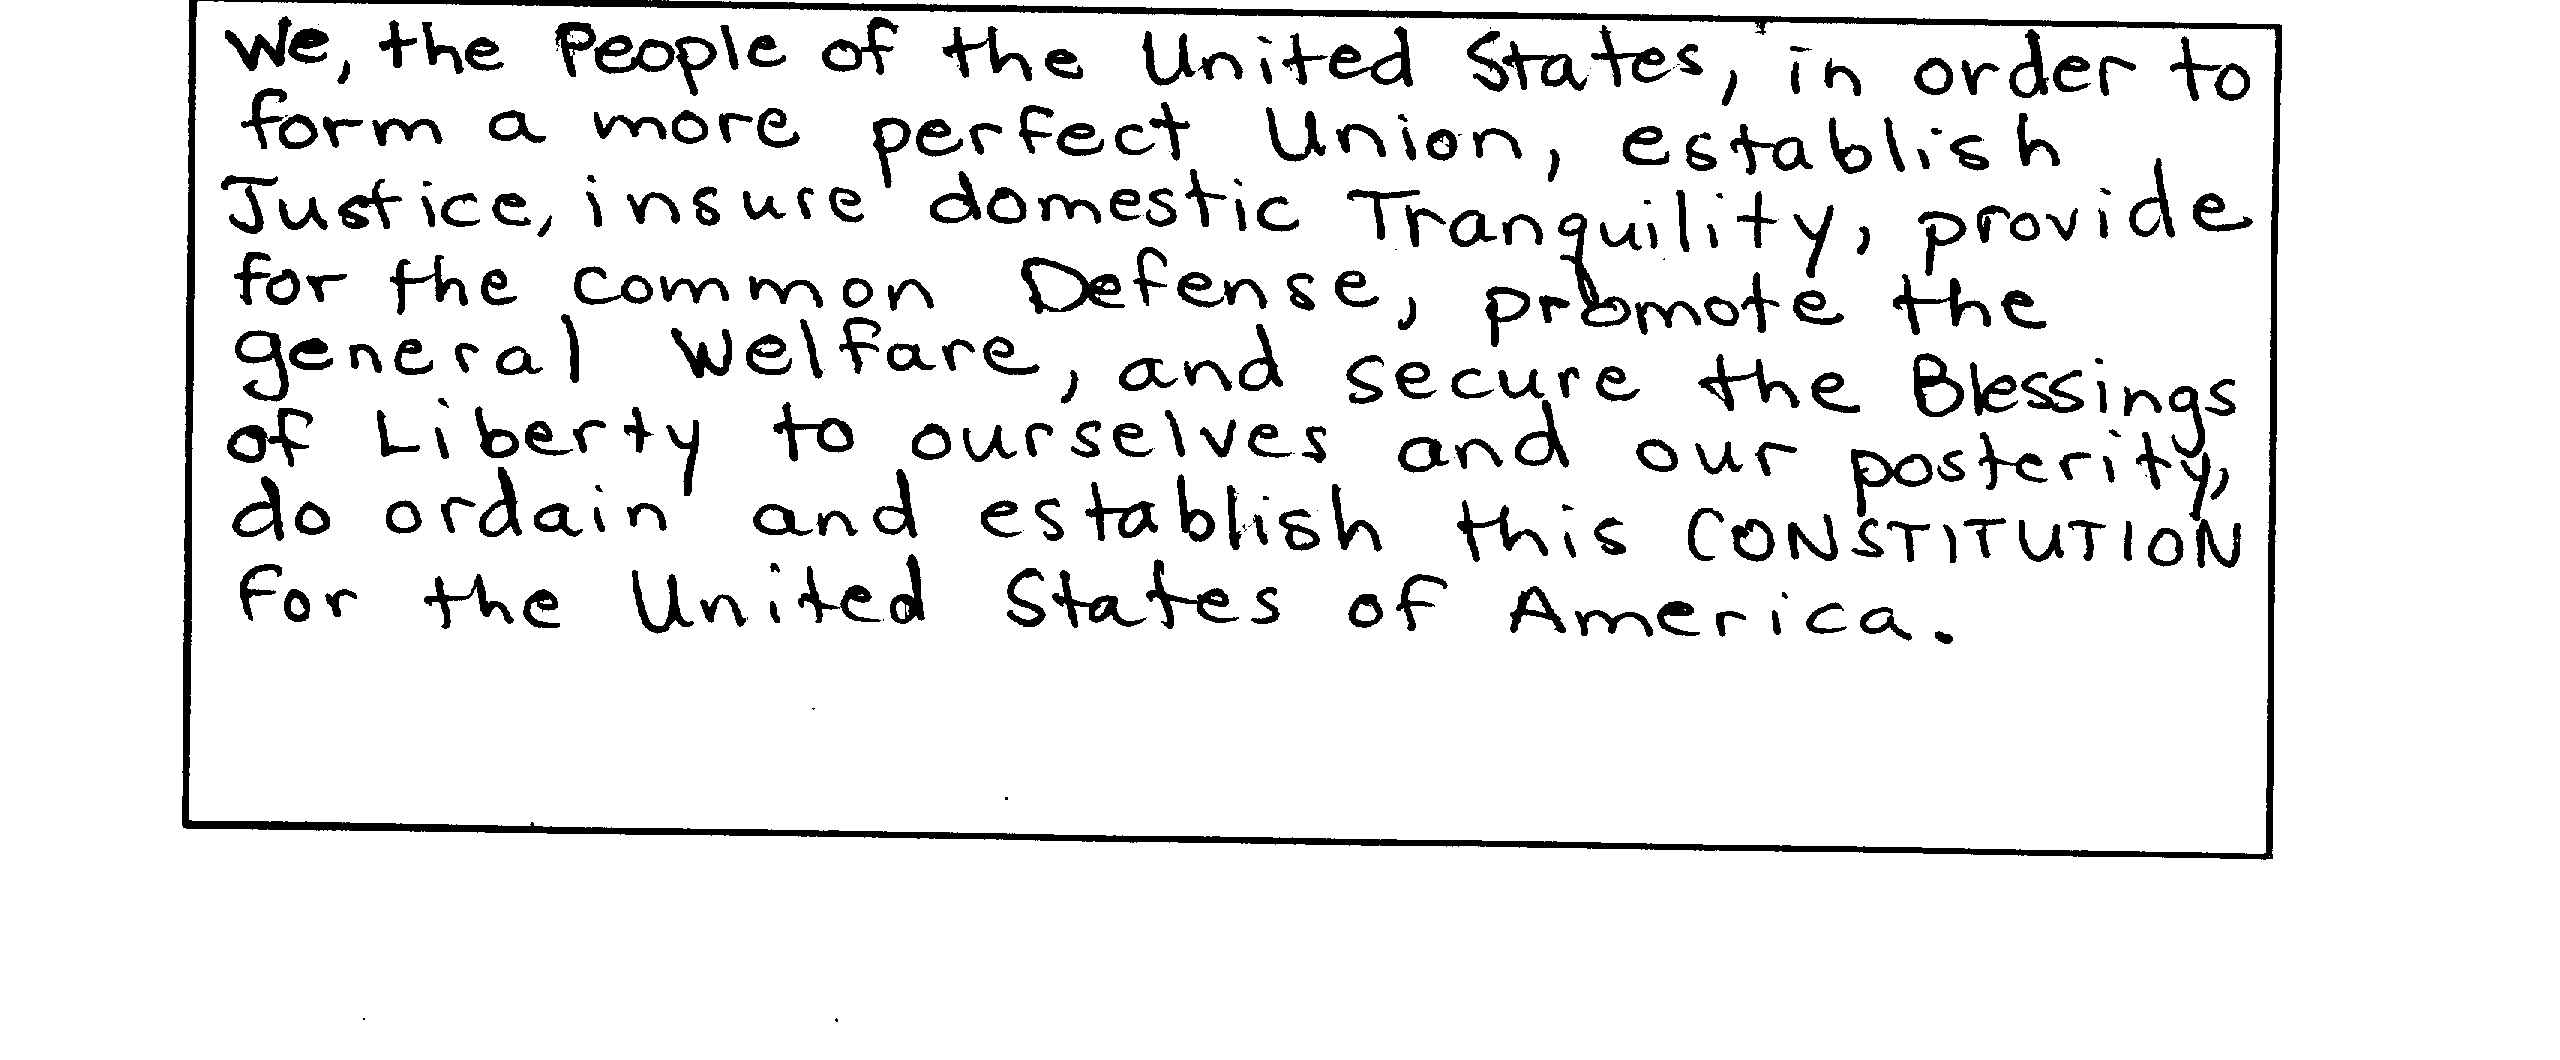 We, the People of the United States, in order to
form a more perfect Union, establish
Justice, insure domestic Tranquility, provide
for the common Defense, promote the
general Welfare, and secure the Blessings
of Liberty to ourselves and our posterity,
do ordain and establish this CONSTITUTION
for the United States of America.